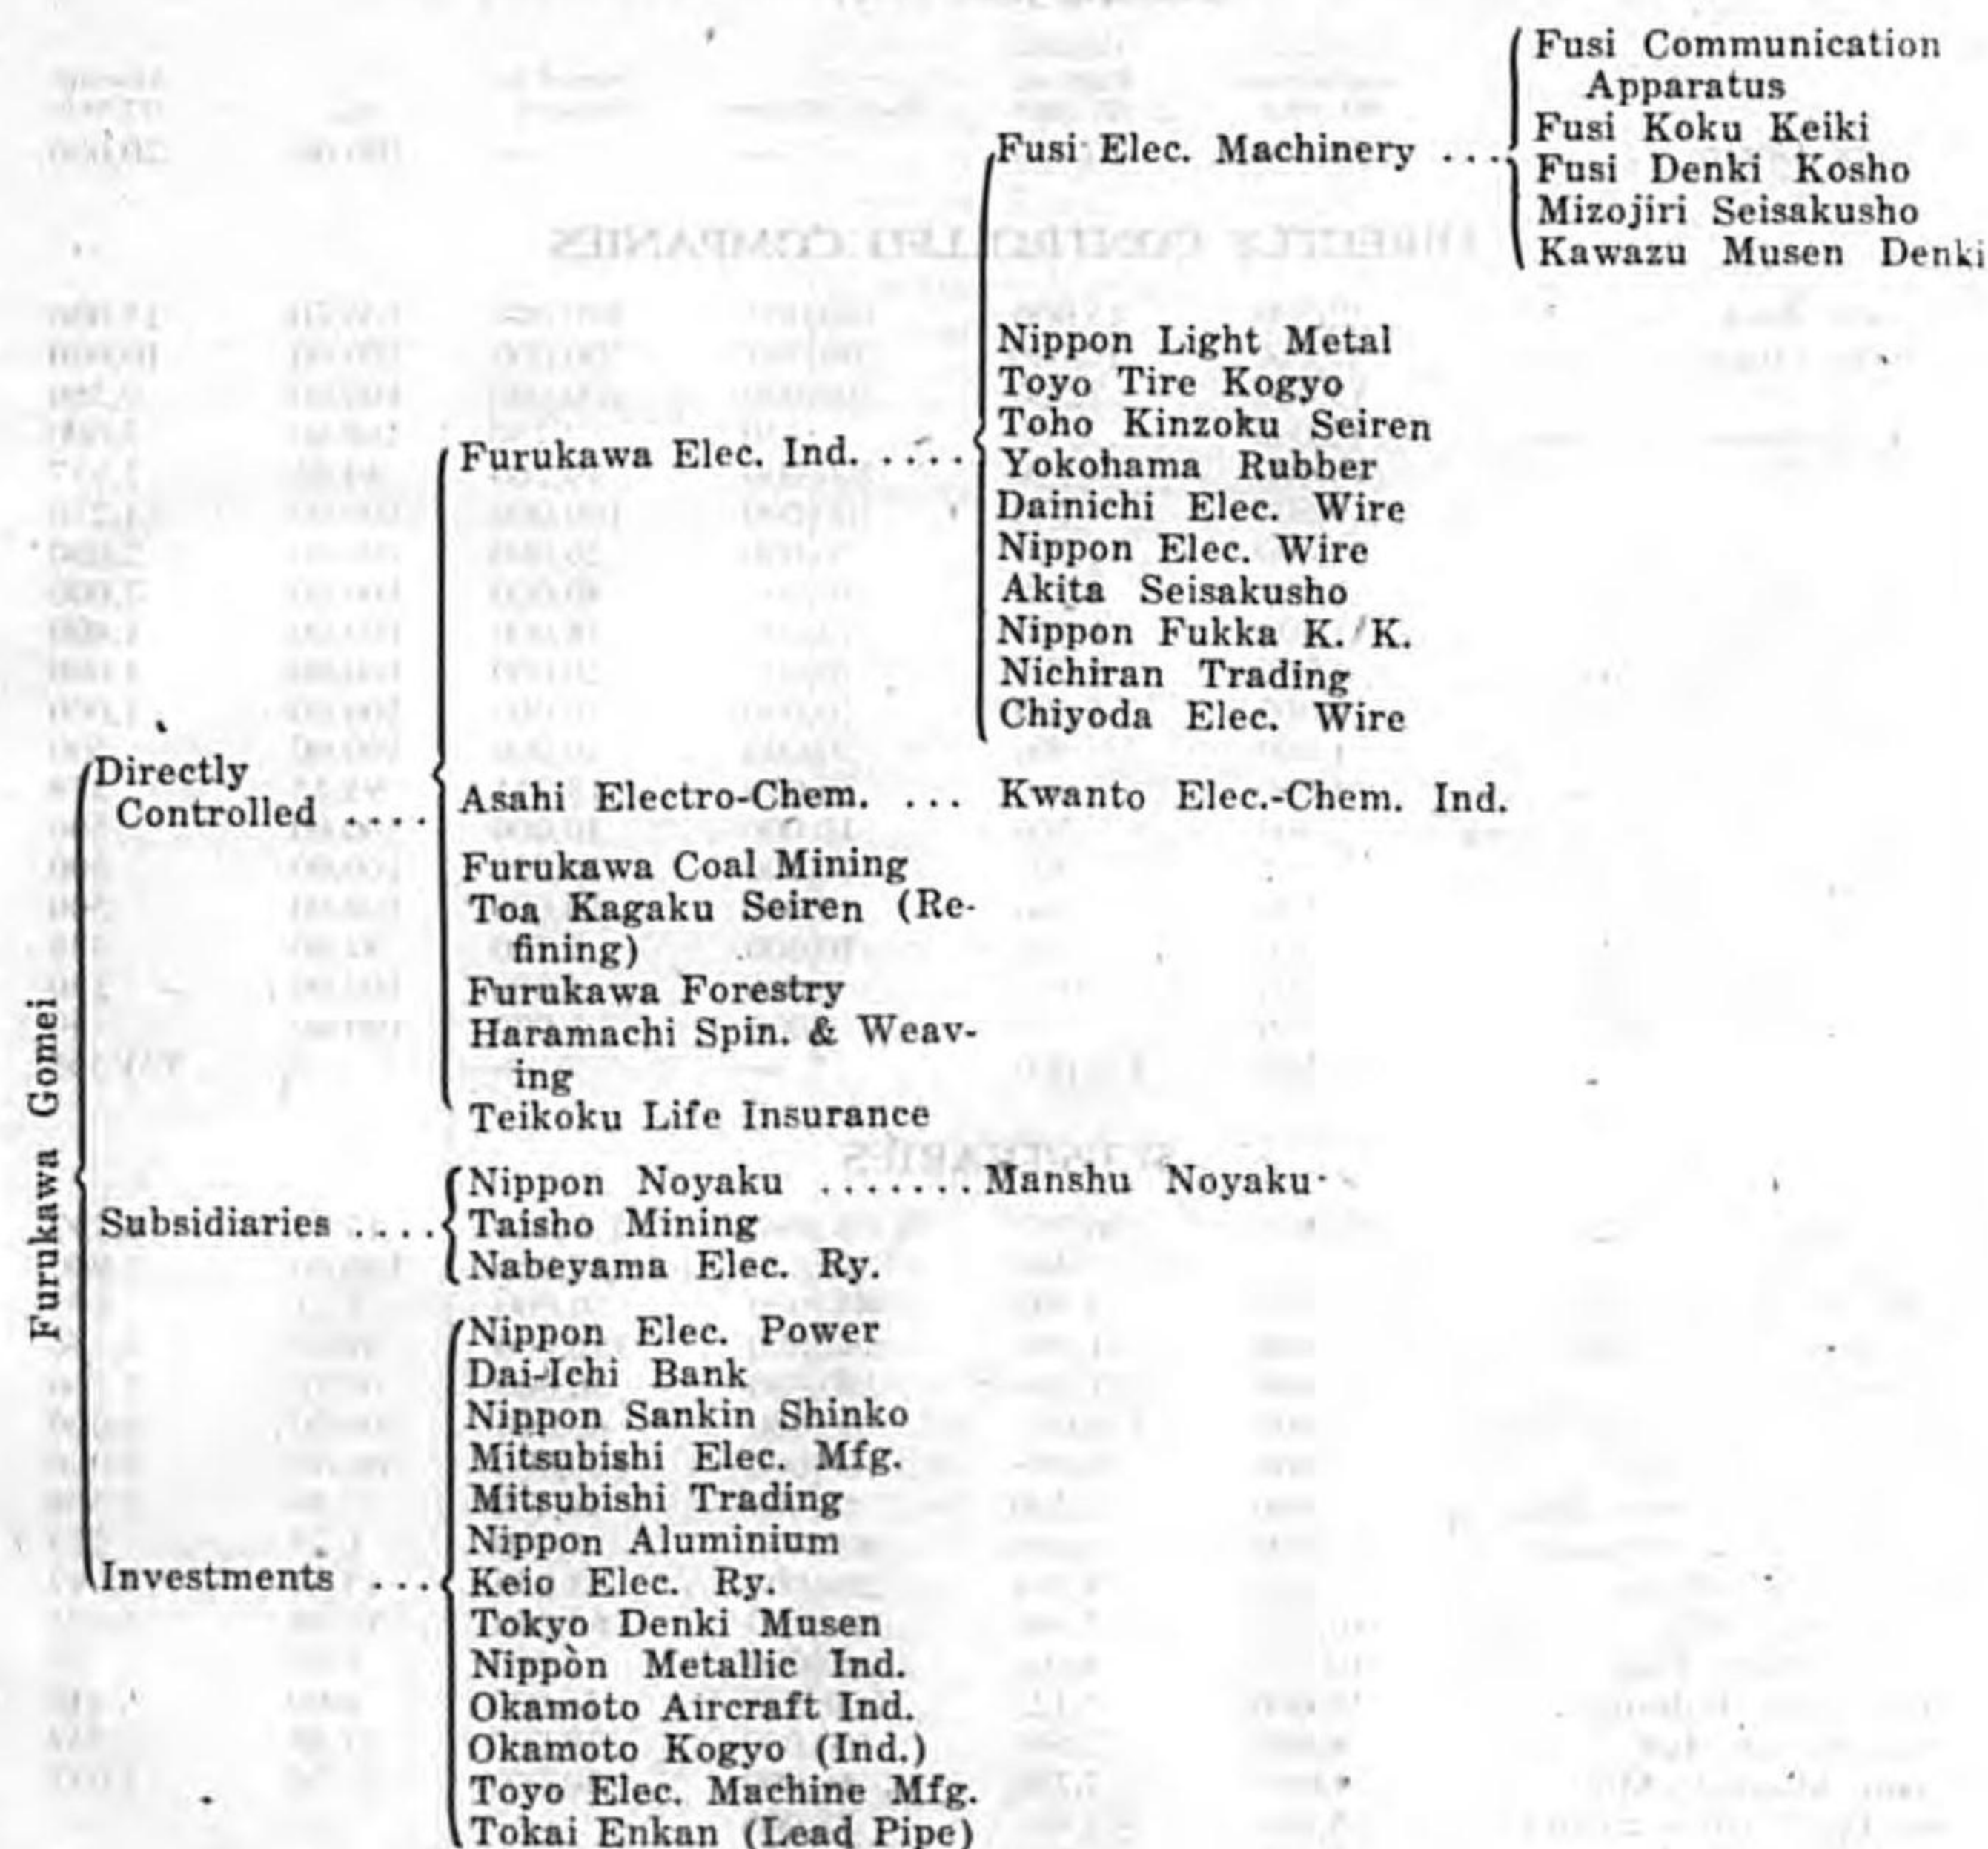 Furukawa Gomei
Directly
Controlled ....
Furukawa Elec. Ind. .....
Fusi Elec. Machinery ...
Fusi Communication
Apparatus
Fusi Koku Keiki
Fusi Denki Kosho
Mizojiri Seisakusho
Kawazu Musen Denki
Nippon Light Metal
Toyo Tire Kogyo
Toho Kinzoku Seiren
Yokohama Rubber
Dainichi Elec. Wire
Nippon Elec. Wire
Akita Seisakusho
Nippon Fukka K. K.
Nichiran Trading
Chiyoda Elec. Wire
Asahi Electro-Chem. ... Kwanto Elec.-Chem. Ind.
Furukawa Coal Mining
Toa Kagaku Seiren (Re-
fining)
Furukawa Forestry
Haramachi Spin. & Weav-
ing
Teikoku Life Insurance
Subsidiaries ....
Nippon Noyaku ....... Manshu Noyaku
Taisho Mining
Nabeyama Elec. Ry.
Investments ...
Nippon Elec. Power
Dai-Ichi Bank
Nippon Sankin Shinko
Mitsubishi Elec. Mfg.
Mitsubishi Trading
Nippon Aluminium
Keio Elec. Ry.
Tokyo Denki Musen
Nippon Metallic Ind.
Okamoto Aircraft Ind.
Okamoto Kogyo (Ind.)
Toyo Elec. Machine Mfg.
Tokai Enkan (Lead Pipe)